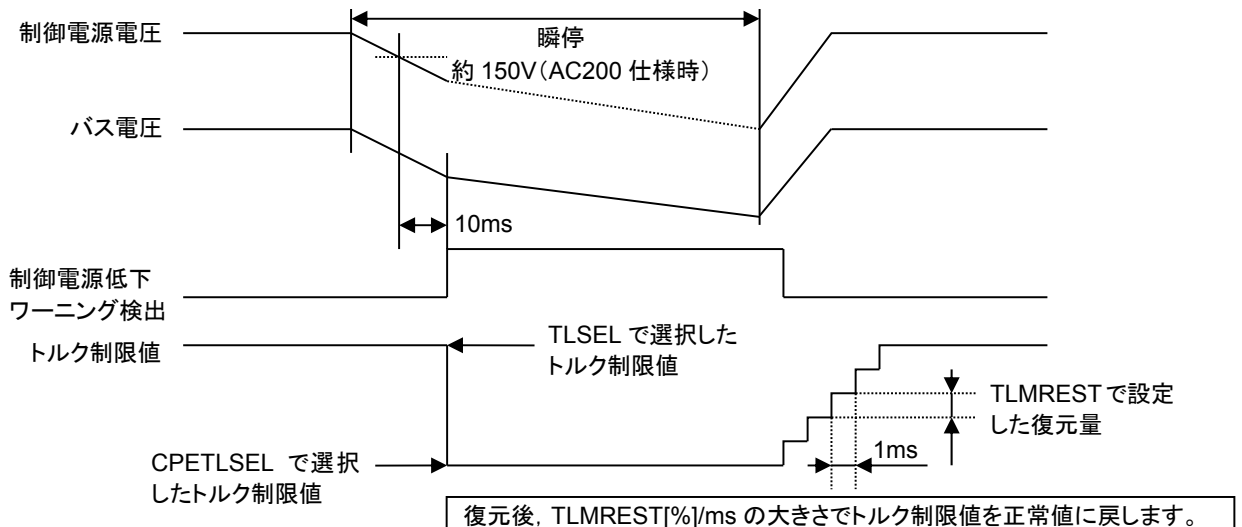 制御電源電圧
瞬停
約 150V(AC200 仕様時)
バス電圧
10ms
制御電源低下
ワーニング検出
トルク制限値
TLSEL で選択した
トルク制限値
TLMREST で設定
した復元量
1ms
CPETLSEL で選択
したトルク制限値
復元後, TLMREST[%]/ms の大きさでトルク制限値を正常値に戻します。